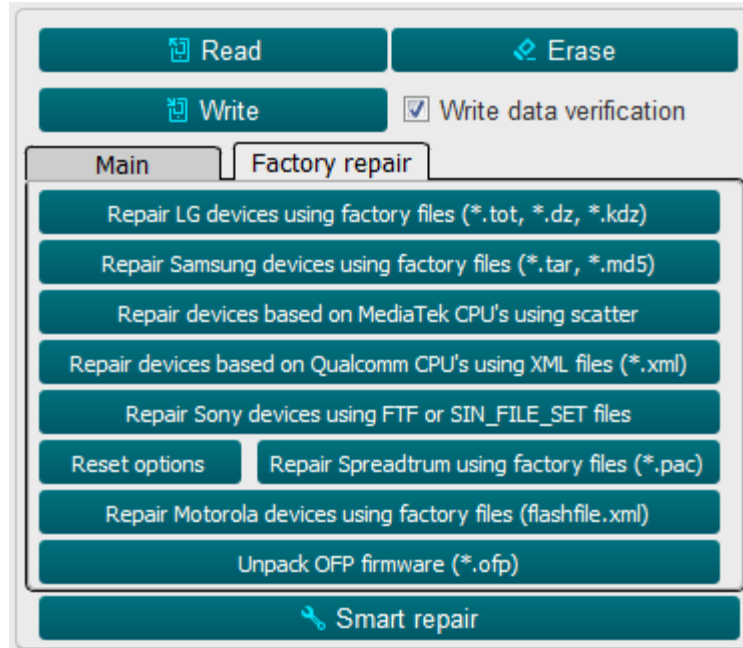 Read
Erase
Write
Write data verification
Main
Factory repair
Repair LG devices using factory files (*.tot, *.dz, *.kdz)
Repair Samsung devices using factory files (*.tar, *.md5)
Repair devices based on MediaTek CPU's using scatter
Repair devices based on Qualcomm CPU's using XML files (*.xml)
Repair Sony devices using FTF or SIN_FILE_SET files
Reset options
Repair Spreadtrum using factory files (*.pac)
Repair Motorola devices using factory files (flashfile.xml)
Unpack OFP firmware (*.ofp)
Smart repair